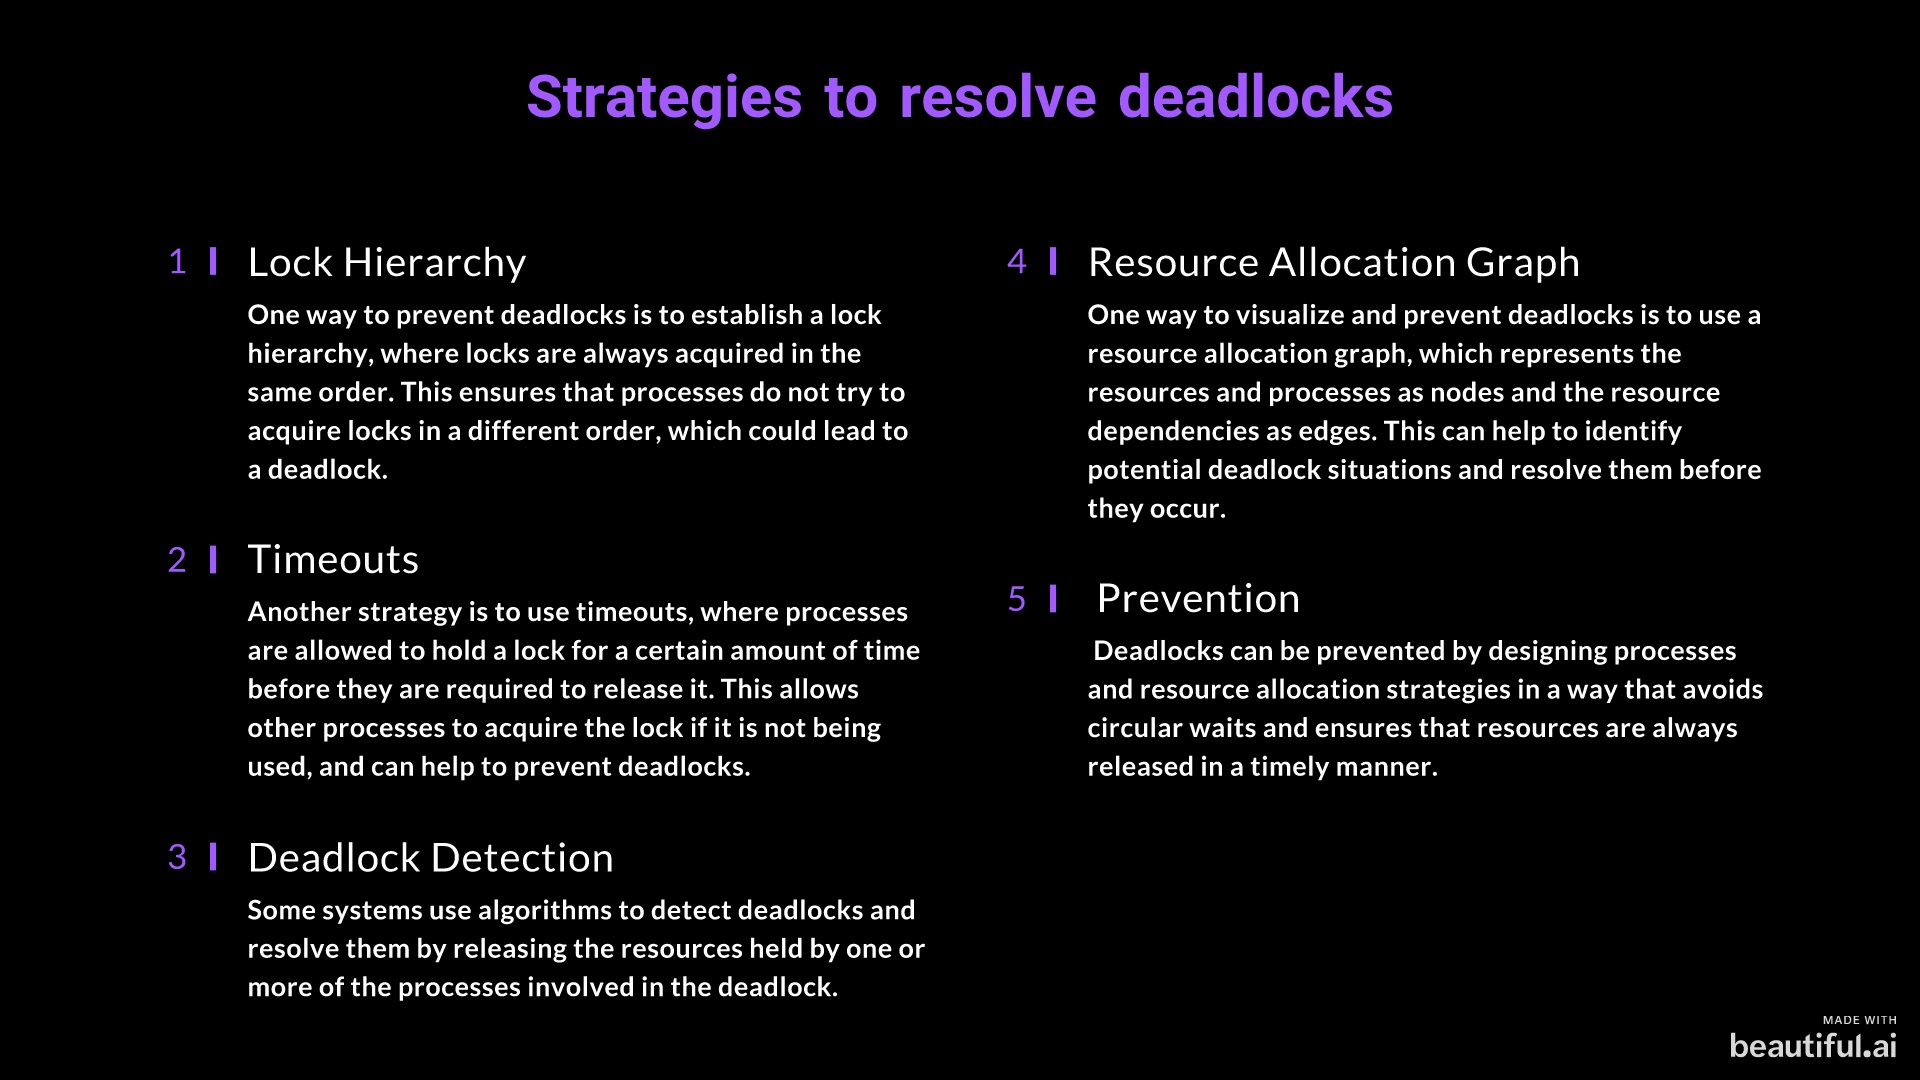 Strategies to resolve deadlocks
1
Lock Hierarchy
One way to prevent deadlocks is to establish a lock
hierarchy, where locks are always acquired in the
same order. This ensures that processes do not try to
acquire locks in a different order, which could lead to
a deadlock.
2
Timeouts
Another strategy is to use timeouts, where processes
are allowed to hold a lock for a certain amount of time
before they are required to release it. This allows
other processes to acquire the lock if it is not being
used, and can help to prevent deadlocks.
3
Deadlock Detection
Some systems use algorithms to detect deadlocks and
resolve them by releasing the resources held by one or
more of the processes involved in the deadlock.
4
Resource Allocation Graph
One way to visualize and prevent deadlocks is to use a
resource allocation graph, which represents the
resources and processes as nodes and the resource
dependencies as edges. This can help to identify
potential deadlock situations and resolve them before
they occur.
5
Prevention
Deadlocks can be prevented by designing processes
and resource allocation strategies in a way that avoids
circular waits and ensures that resources are always
released in a timely manner.
MADE WITH
beautiful.ai